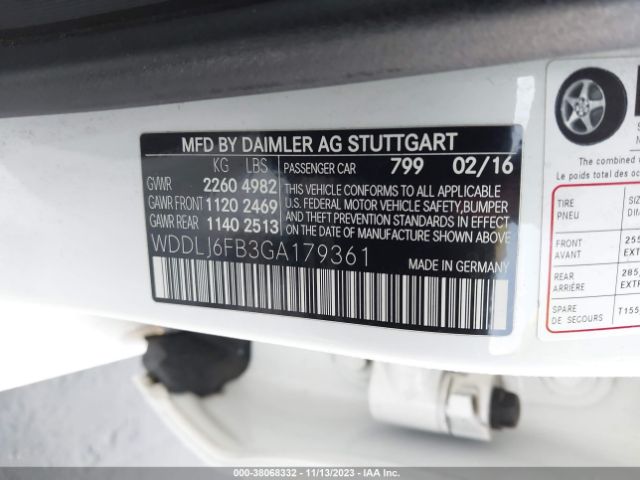 MFD BY DAIMLER AG STUTTGART
KG LBS PASSENGER CAR 799 02/16
GVWR 2260 4982
GAWR FRONT 1120 2469
GAWR REAR 1140 2513
THIS VEHICLE CONFORMS TO ALL APPLICABLE
U.S. FEDERAL MOTOR VEHICLE SAFETY, BUMPER
AND THEFT PREVENTION STANDARDS IN EFFECT
ON DATE OF MANUFACTURE SHOWN ABOVE.
WDDLJ6FB3GA179361
MADE IN GERMANY
The combined
Le poids total des
TIRE
PNEU
FRONT
AVANT
REAR
ARRIÈRE
SPARE
DE SECOURS
T155
000-38068332 - 11/13/2023 - IAA Inc.